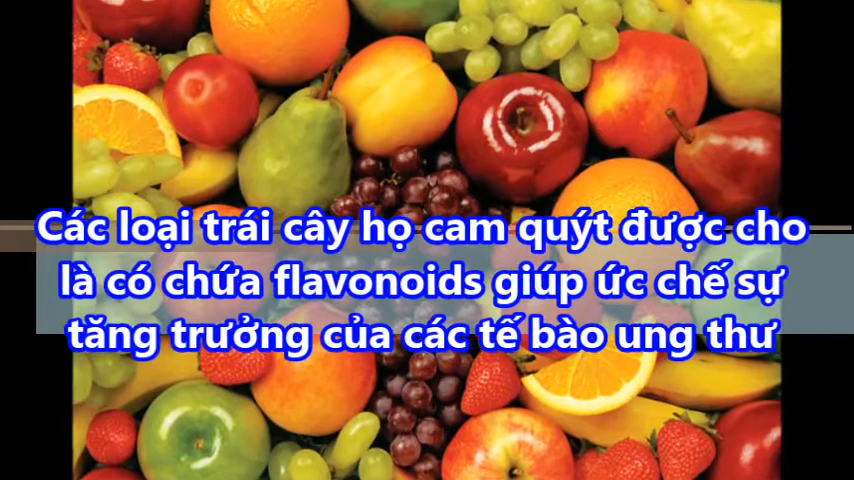 Các loại trái cây họ cam quýt được cho
là có chứa flavonoids giúp ức chế sự
tăng trưởng của các tế bào ung thư